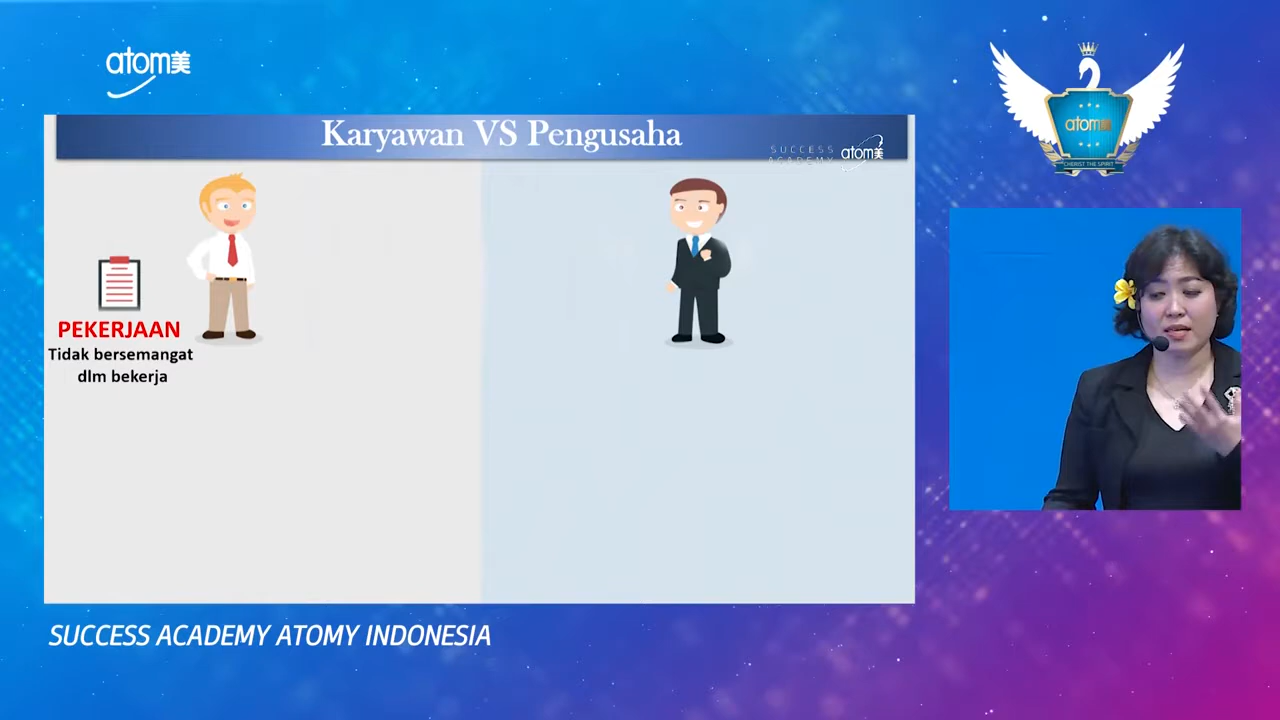 atom美
Karyawan VS Pengusaha
SUCCESS
ACADEMY
atom美
atom美
CHERIST THE SPIRIT
PEKERJAAN
Tidak bersemangat
dlm bekerja
SUCCESS ACADEMY ATOMY INDONESIA